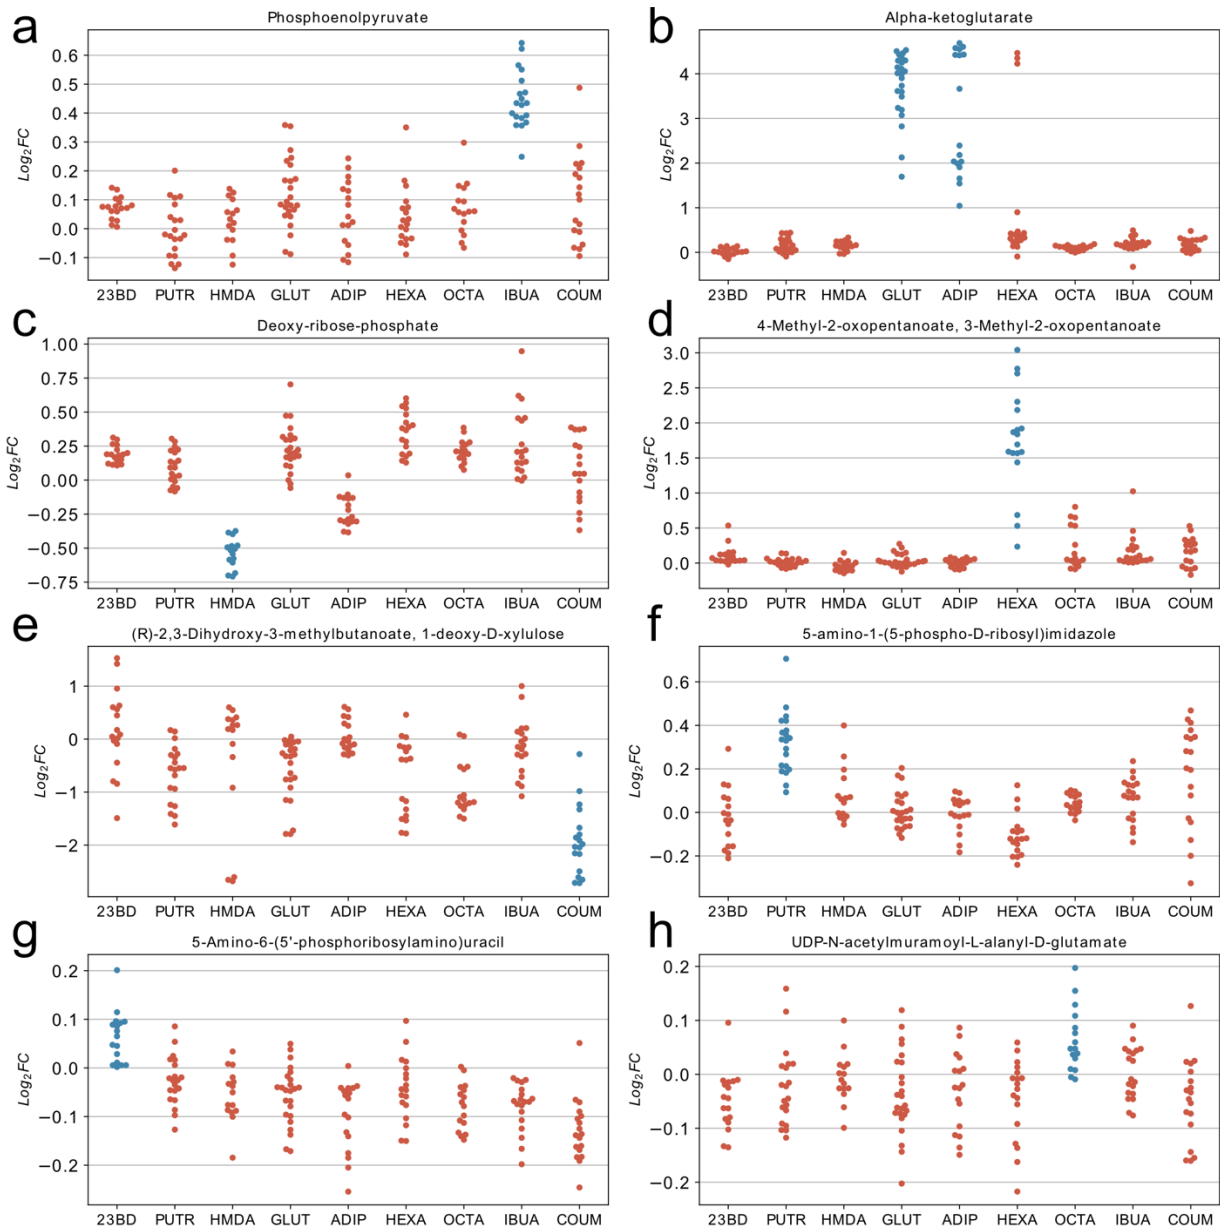 a
Phosphoenolpyruvate
Log₂FC
0.6
0.5
0.4
0.3
0.2
0.1
0.0
−0.1
23BD PUTR HMDA GLUT ADIP HEXA OCTA IBUA COUM
b
Alpha-ketoglutarate
Log₂FC
4
3
2
1
0
23BD PUTR HMDA GLUT ADIP HEXA OCTA IBUA COUM
c
Deoxy-ribose-phosphate
Log₂FC
1.00
0.75
0.50
0.25
0.00
−0.25
−0.50
−0.75
23BD PUTR HMDA GLUT ADIP HEXA OCTA IBUA COUM
d
4-Methyl-2-oxopentanoate, 3-Methyl-2-oxopentanoate
Log₂FC
3.0
2.5
2.0
1.5
1.0
0.5
0.0
23BD PUTR HMDA GLUT ADIP HEXA OCTA IBUA COUM
e
(R)-2,3-Dihydroxy-3-methylbutanoate, 1-deoxy-D-xylulose
Log₂FC
1
0
−1
−2
23BD PUTR HMDA GLUT ADIP HEXA OCTA IBUA COUM
f
5-amino-1-(5-phospho-D-ribosyl)imidazole
Log₂FC
0.6
0.4
0.2
0.0
−0.2
23BD PUTR HMDA GLUT ADIP HEXA OCTA IBUA COUM
g
5-Amino-6-(5'-phosphoribosylamino)uracil
Log₂FC
0.2
0.1
0.0
−0.1
−0.2
23BD PUTR HMDA GLUT ADIP HEXA OCTA IBUA COUM
h
UDP-N-acetylmuramoyl-L-alanyl-D-glutamate
Log₂FC
0.2
0.1
0.0
−0.1
−0.2
23BD PUTR HMDA GLUT ADIP HEXA OCTA IBUA COUM